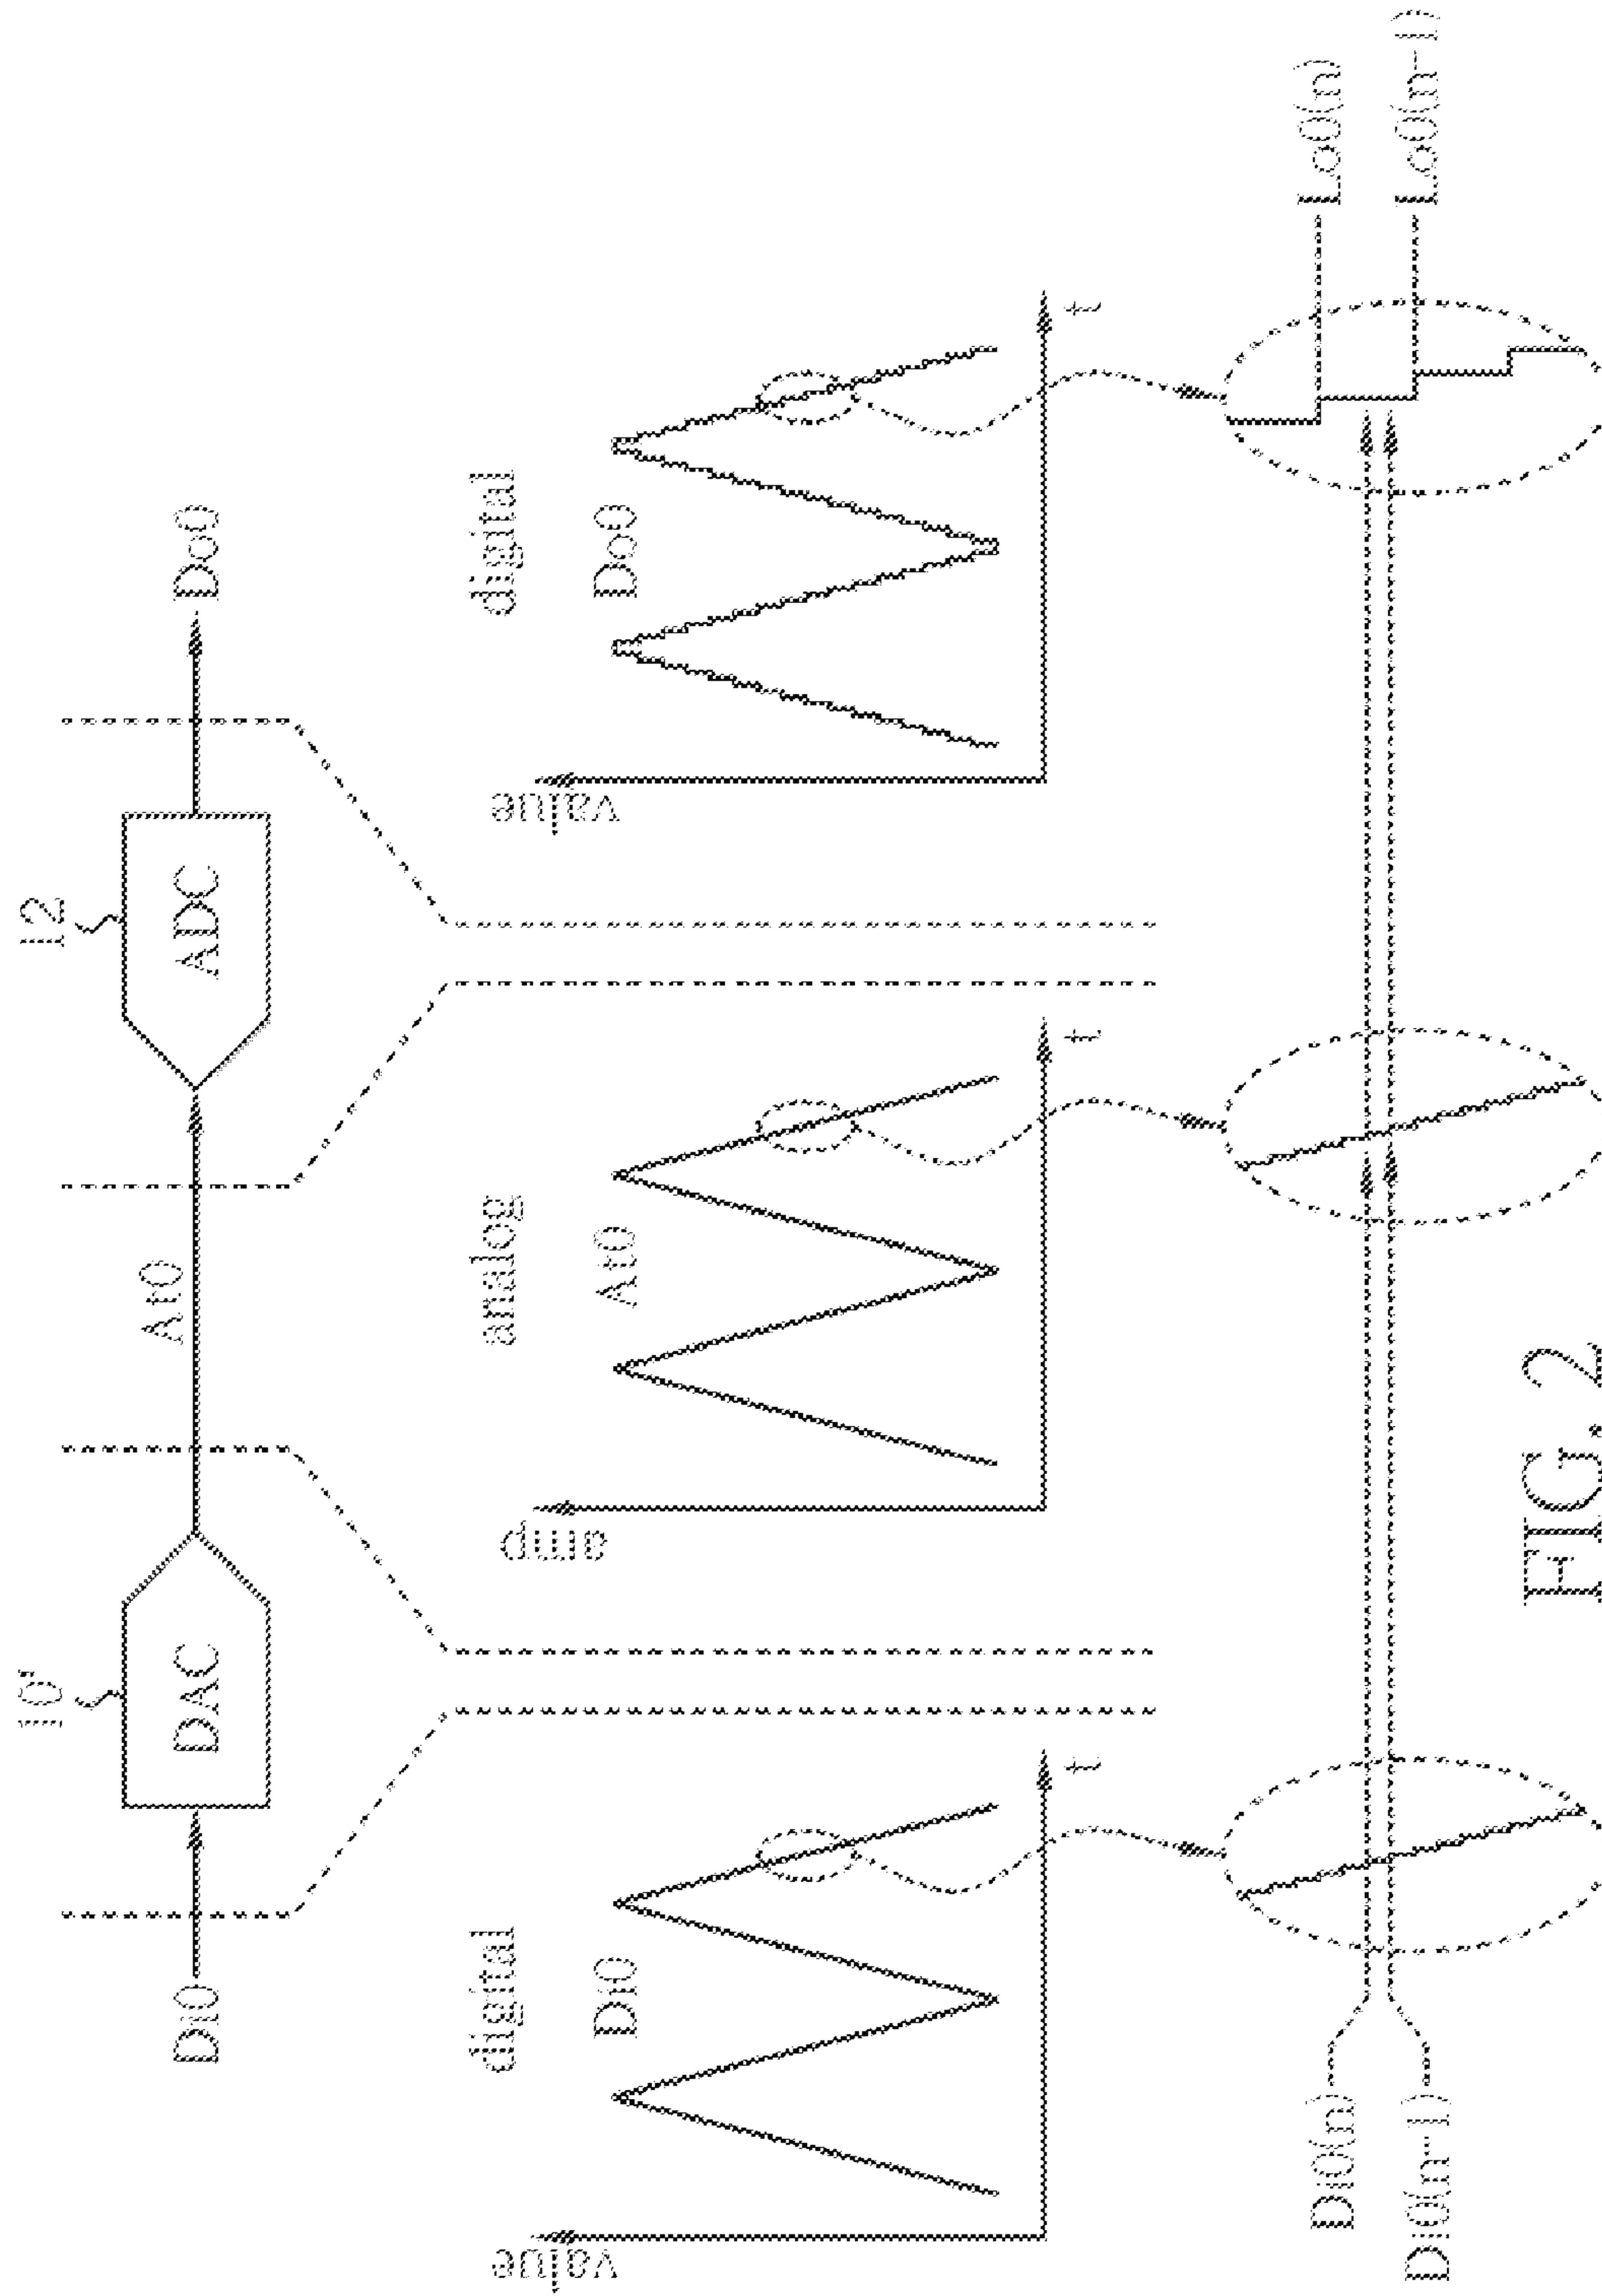 10'
12
At0
Di0
DAC
ADC
Do0
digital
analog
digital
value
Di0
amp
At0
value
Do0
t
t
t
Di0(n)
Lo0(n)
Di0(n-1)
Lo0(n-1)
FIG. 2